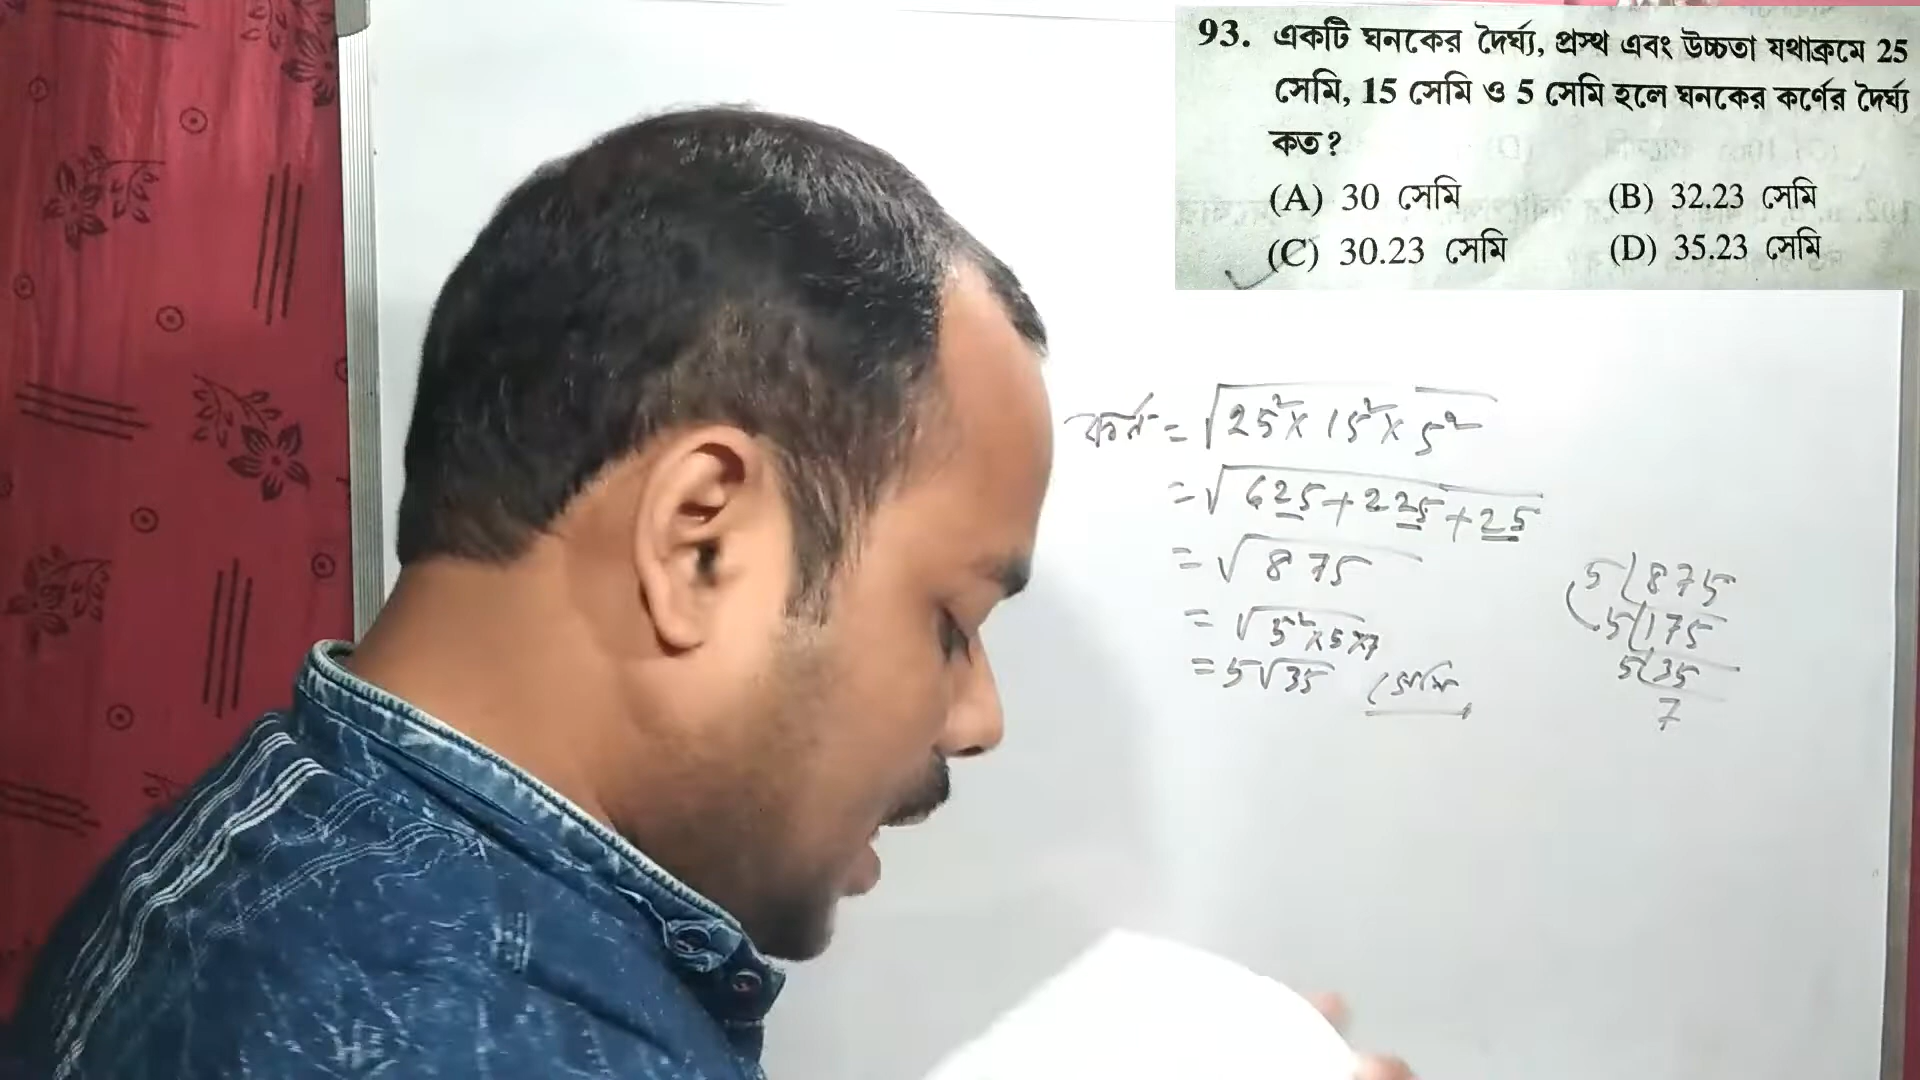 93. একটি ঘনকের দৈর্ঘ্য, প্রস্থ এবং উচ্চতা যথাক্রমে 25
সেমি, 15 সেমি ও 5 সেমি হলে ঘনকের কর্ণের দৈর্ঘ্য
কত?
(A) 30 সেমি (B) 32.23 সেমি
(C) 30.23 সেমি (D) 35.23 সেমি
কর্ন = √25² × 15² × 5²
= √625 + 225 + 25
= √875
= √5² × 5 × 7
= 5√35 সেমি
5(875
5(175
5(35
7